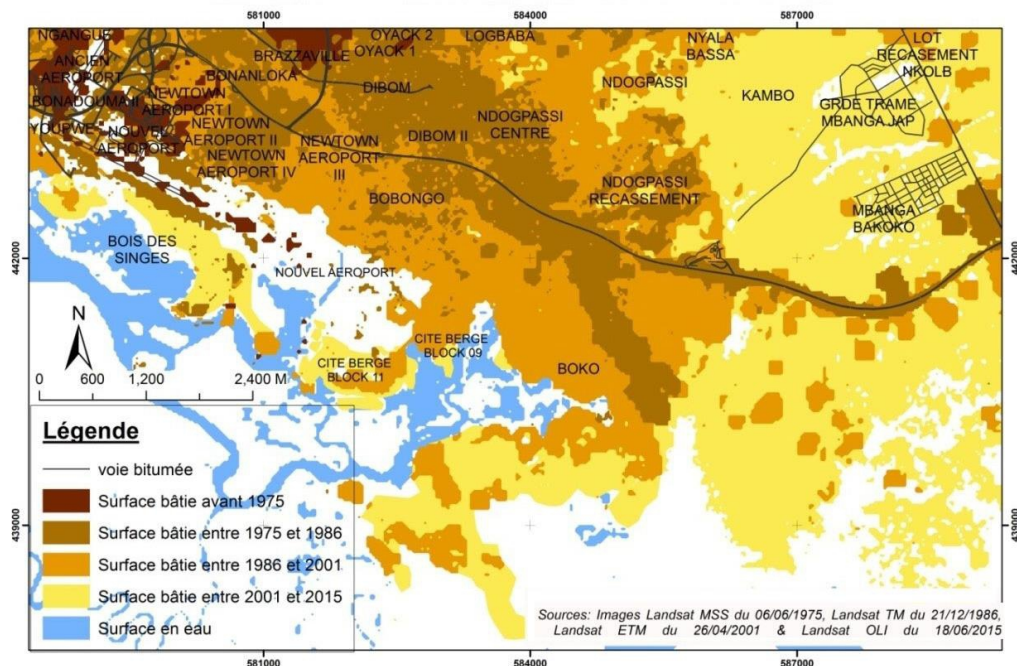 581000 584000 587000
NGANGUE
ANCIEN
AEROPORT
BONADOUMA II
YOUPWE
NOUVEL
AEROPORT
NEWTOWN
AEROPORT I
NEWTOWN
AEROPORT II
NEWTOWN
AEROPORT IV
BONANLOKA
BRAZZAVILLE
OYACK 2
OYACK 1
DIBOM
NEWTOWN
AEROPORT
III
DIBOM II
BOBONGO
LOGBABA
NDOGPASSI
CENTRE
NDOGPASSI
NDOGPASSI
RECASSEMENT
NYALA
BASSA
KAMBO
LOT
RECASEMENT
NKOLB
GRDE TRAME
MBANGA JAP
MBANGA
BAKOKO
442000
442000
BOIS DES
SINGES
NOUVEL AEROPORT
CITE BERGE
BLOCK 09
CITE BERGE
BLOCK 11
BOKO
N
0 600 1,200 2,400 M
Légende
voie bitumée
Surface bâtie avant 1975
Surface bâtie entre 1975 et 1986
Surface bâtie entre 1986 et 2001
Surface bâtie entre 2001 et 2015
Surface en eau
439000
439000
Sources: Images Landsat MSS du 06/06/1975, Landsat TM du 21/12/1986,
Landsat ETM du 26/04/2001 & Landsat OLI du 18/06/2015
581000 584000 587000